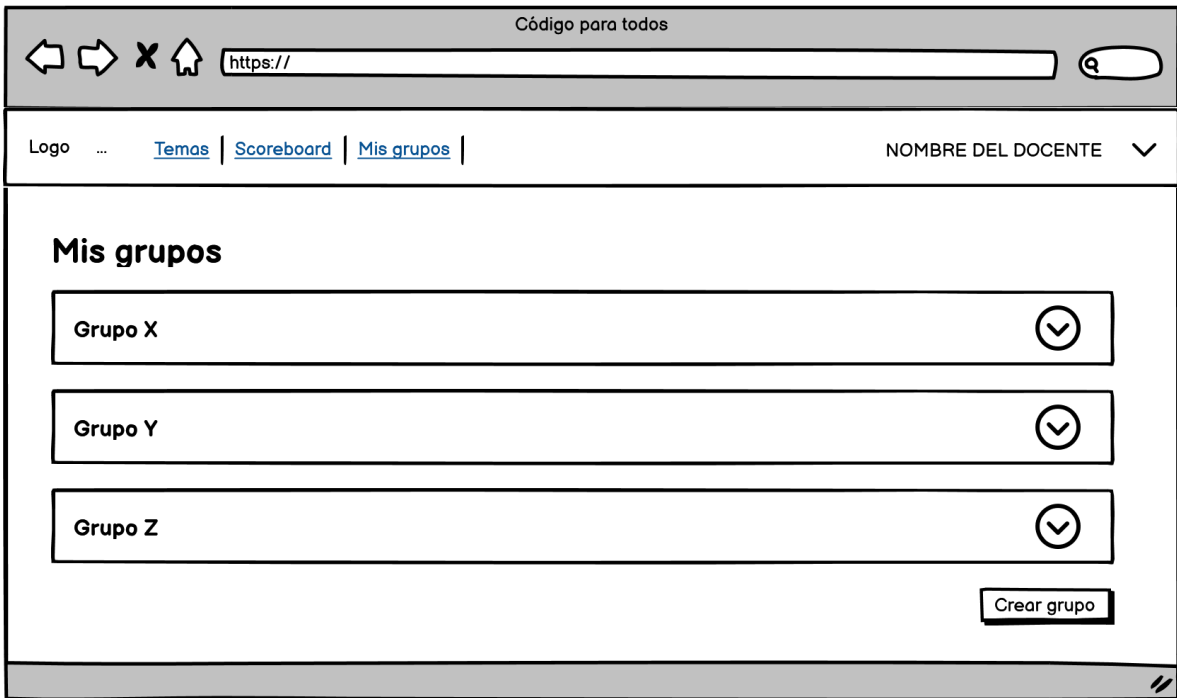 Código para todos
https://
Logo ... Temas Scoreboard Mis grupos NOMBRE DEL DOCENTE
Mis grupos
Grupo X
Grupo Y
Grupo Z
Crear grupo